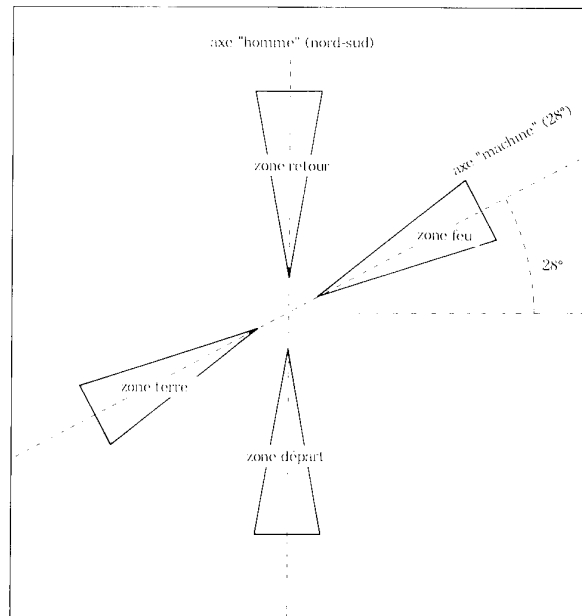 axe "homme" (nord-sud)
zone retour
axe "machine" (28°)
zone feu
28°
zone terre
zone départ